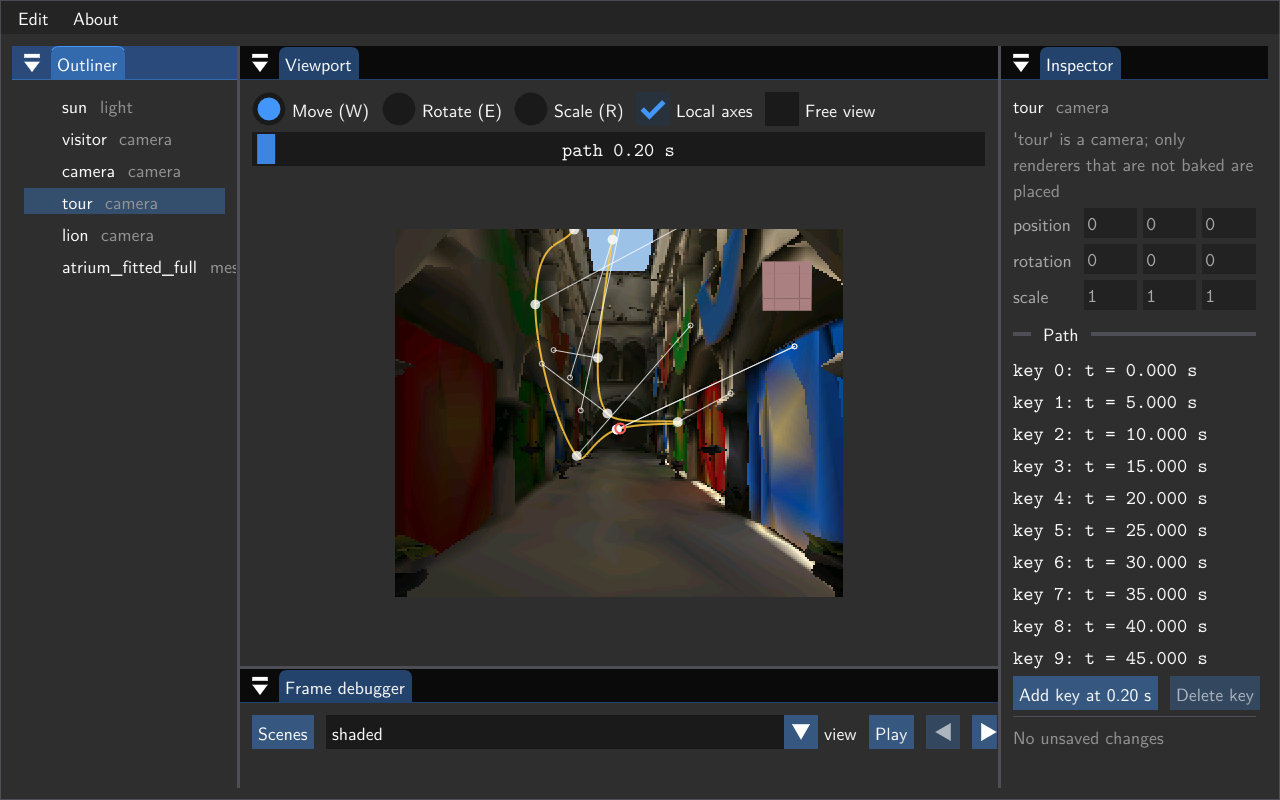 Edit About
Outliner
sun light
visitor camera
camera camera
tour camera
lion camera
atrium_fitted_full mes
Viewport
Move (W) Rotate (E) Scale (R) Local axes Free view
path 0.20 s
Frame debugger
Scenes shaded view Play
Inspector
tour camera
'tour' is a camera; only
renderers that are not baked are
placed
position 0 0 0
rotation 0 0 0
scale 1 1 1
Path
key 0: t = 0.000 s
key 1: t = 5.000 s
key 2: t = 10.000 s
key 3: t = 15.000 s
key 4: t = 20.000 s
key 5: t = 25.000 s
key 6: t = 30.000 s
key 7: t = 35.000 s
key 8: t = 40.000 s
key 9: t = 45.000 s
Add key at 0.20 s Delete key
No unsaved changes